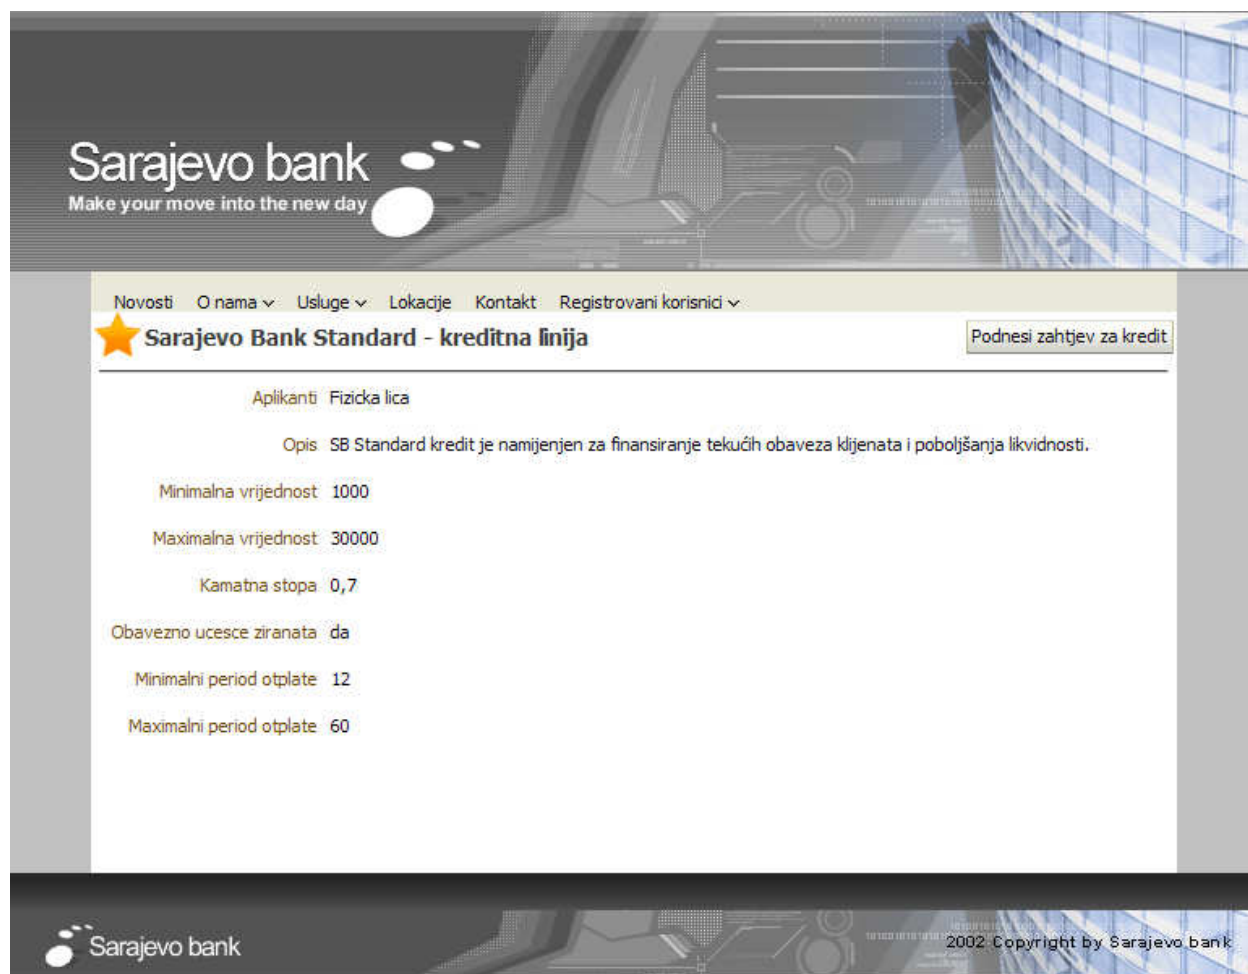 Sarajevo bank
Make your move into the new day
Novosti O nama Usluge Lokacije Kontakt Registrovani korisnici
Sarajevo Bank Standard - kreditna linija Podnesi zahtjev za kredit
Aplikanti Fizicka lica
Opis SB Standard kredit je namijenjen za finansiranje tekućih obaveza klijenata i poboljšanja likvidnosti.
Minimalna vrijednost 1000
Maximalna vrijednost 30000
Kamatna stopa 0,7
Obavezno ucesce ziranata da
Minimalni period otplate 12
Maximalni period otplate 60
Sarajevo bank 2002 Copyright by Sarajevo bank